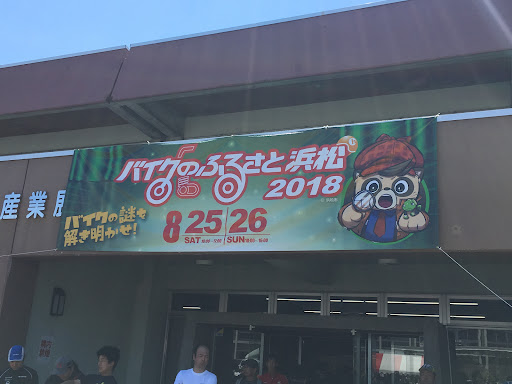 バイクのふるさと浜松
2018
産業展
バイクの謎を
解き明かせ!
8 25 / 26
SAT SUN